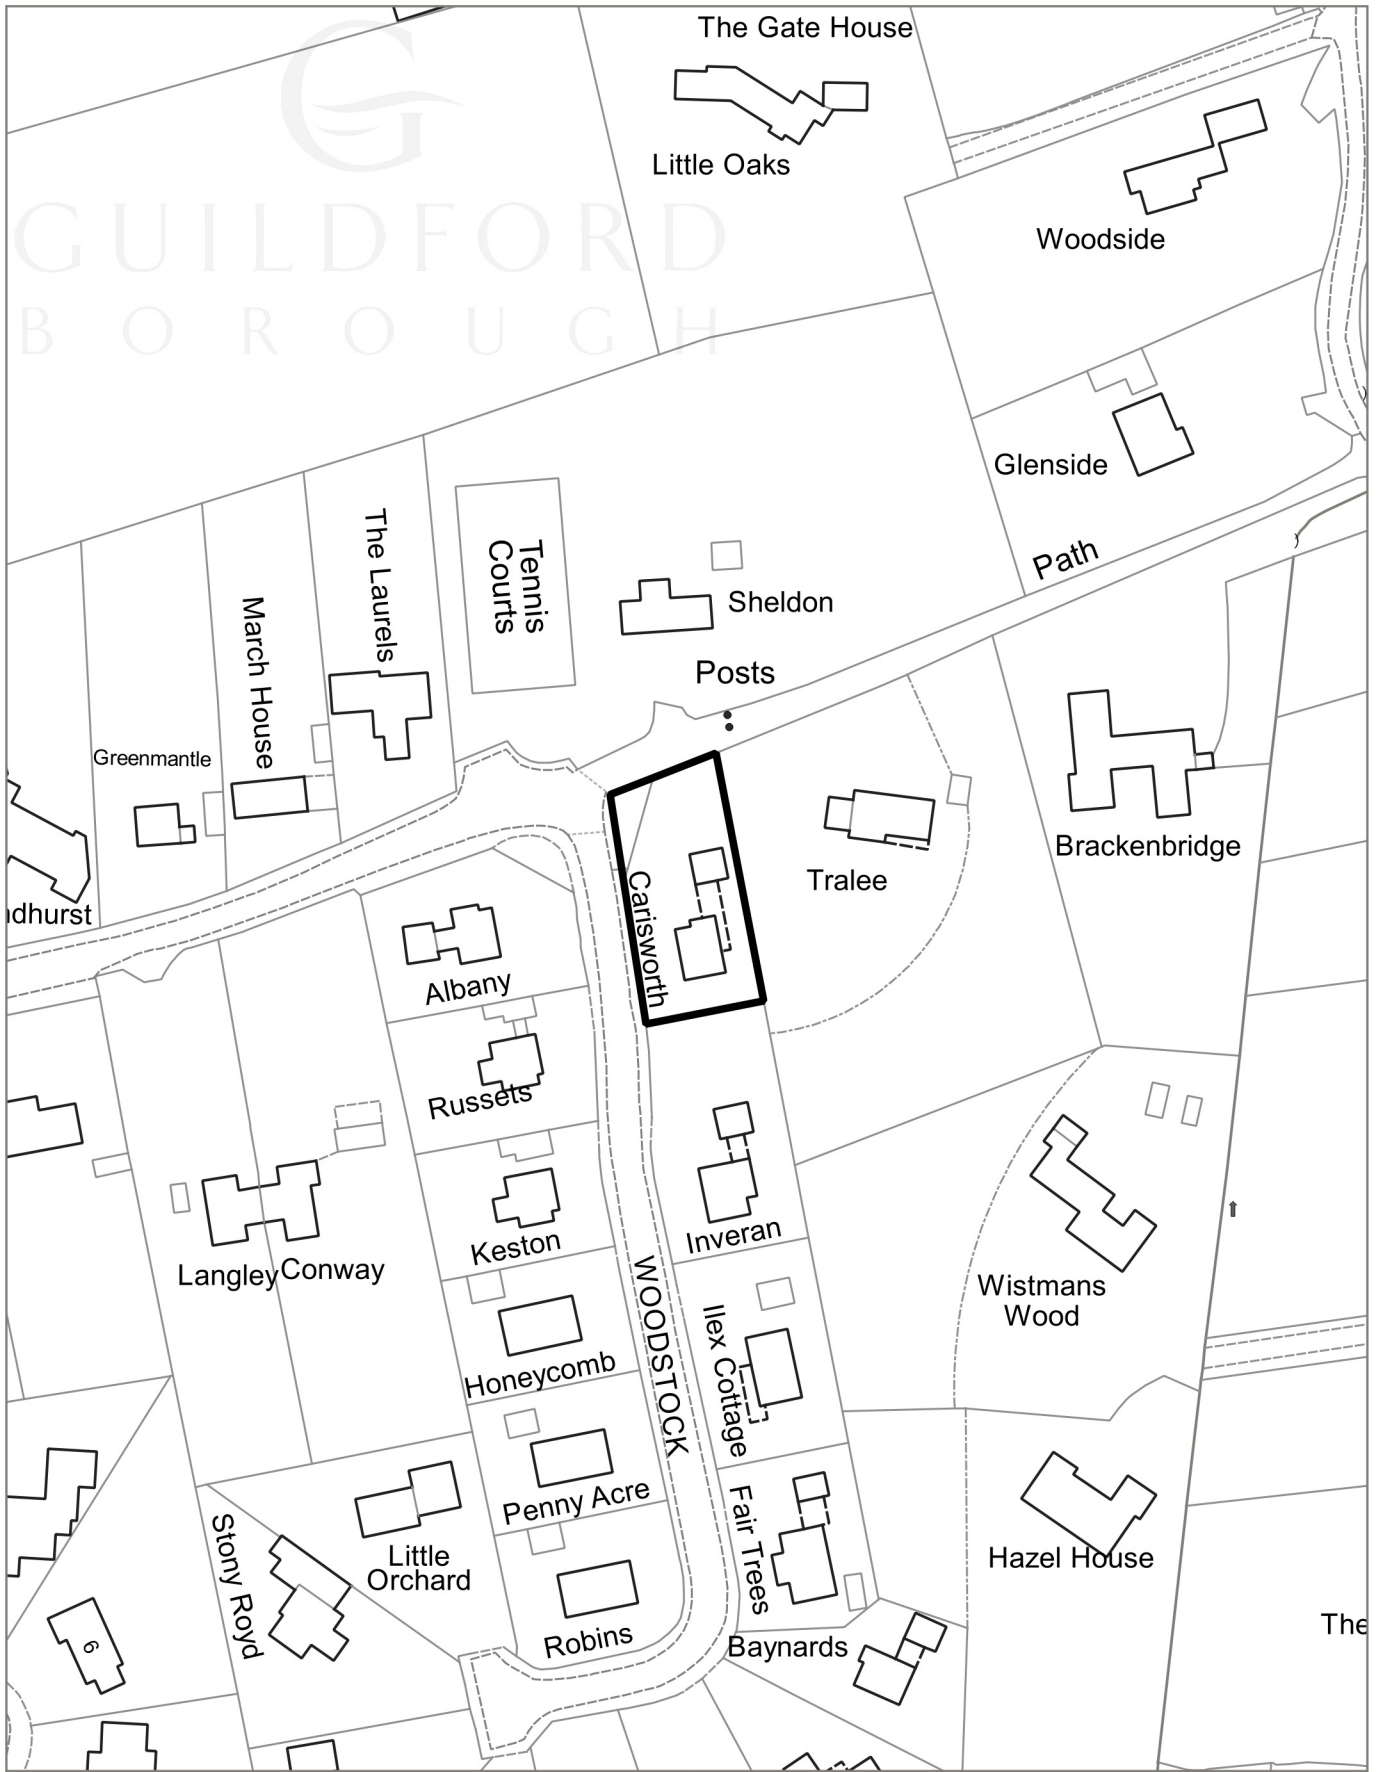 The Gate House
Little Oaks
GUILDFORD
BOROUGH
Woodside
Glenside
Path
The Laurels
Tennis
Courts
Sheldon
March House
Posts
Greenmantle
Tralee
Brackenbridge
Carisworth
dhurst
Albany
Russets
Keston
Inveran
Langley
Conway
WOODSTOCK
Wistmans
Wood
Ilex Cottage
Honeycomb
Penny Acre
Fair Trees
Stony Royd
Little
Orchard
Hazel House
6
Robins
Baynards
The